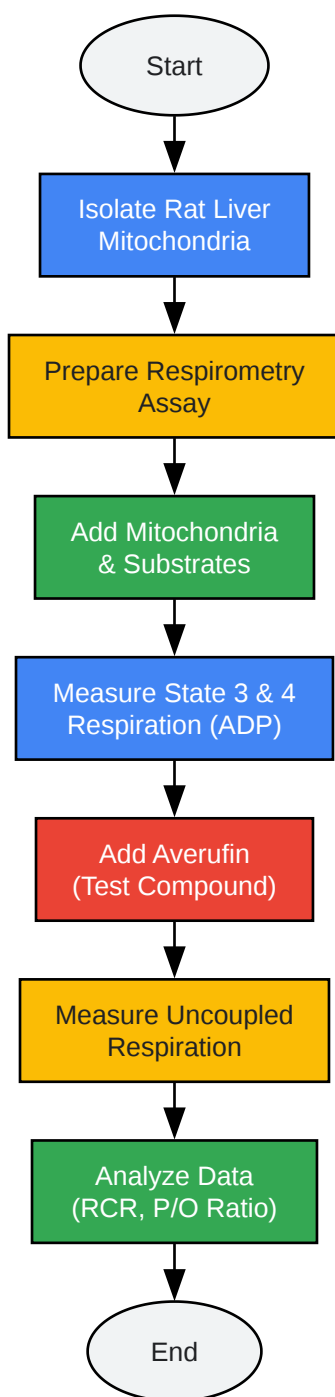 Start
Isolate Rat Liver
Mitochondria
Prepare Respirometry
Assay
Add Mitochondria
& Substrates
Measure State 3 & 4
Respiration (ADP)
Add Averufin
(Test Compound)
Measure Uncoupled
Respiration
Analyze Data
(RCR, P/O Ratio)
End